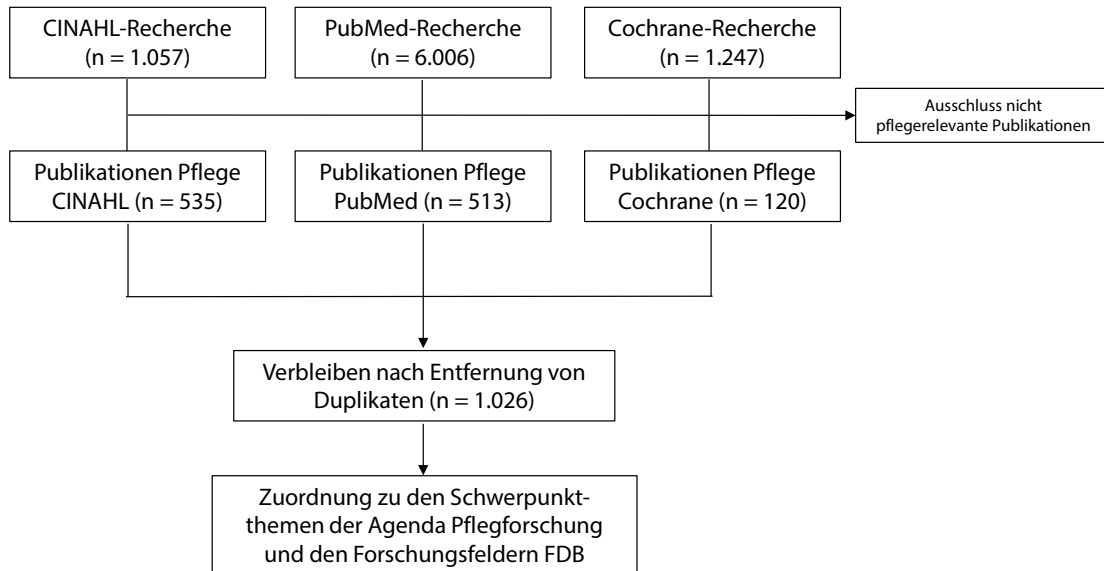 CINAHL-Recherche
(n = 1.057)
PubMed-Recherche
(n = 6.006)
Cochrane-Recherche
(n = 1.247)
Ausschluss nicht
pflegerelevante Publikationen
Publikationen Pflege
CINAHL (n = 535)
Publikationen Pflege
PubMed (n = 513)
Publikationen Pflege
Cochrane (n = 120)
Verbleiben nach Entfernung von
Duplikaten (n = 1.026)
Zuordnung zu den Schwerpunkt-
themen der Agenda Pflegforschung
und den Forschungsfeldern FDB